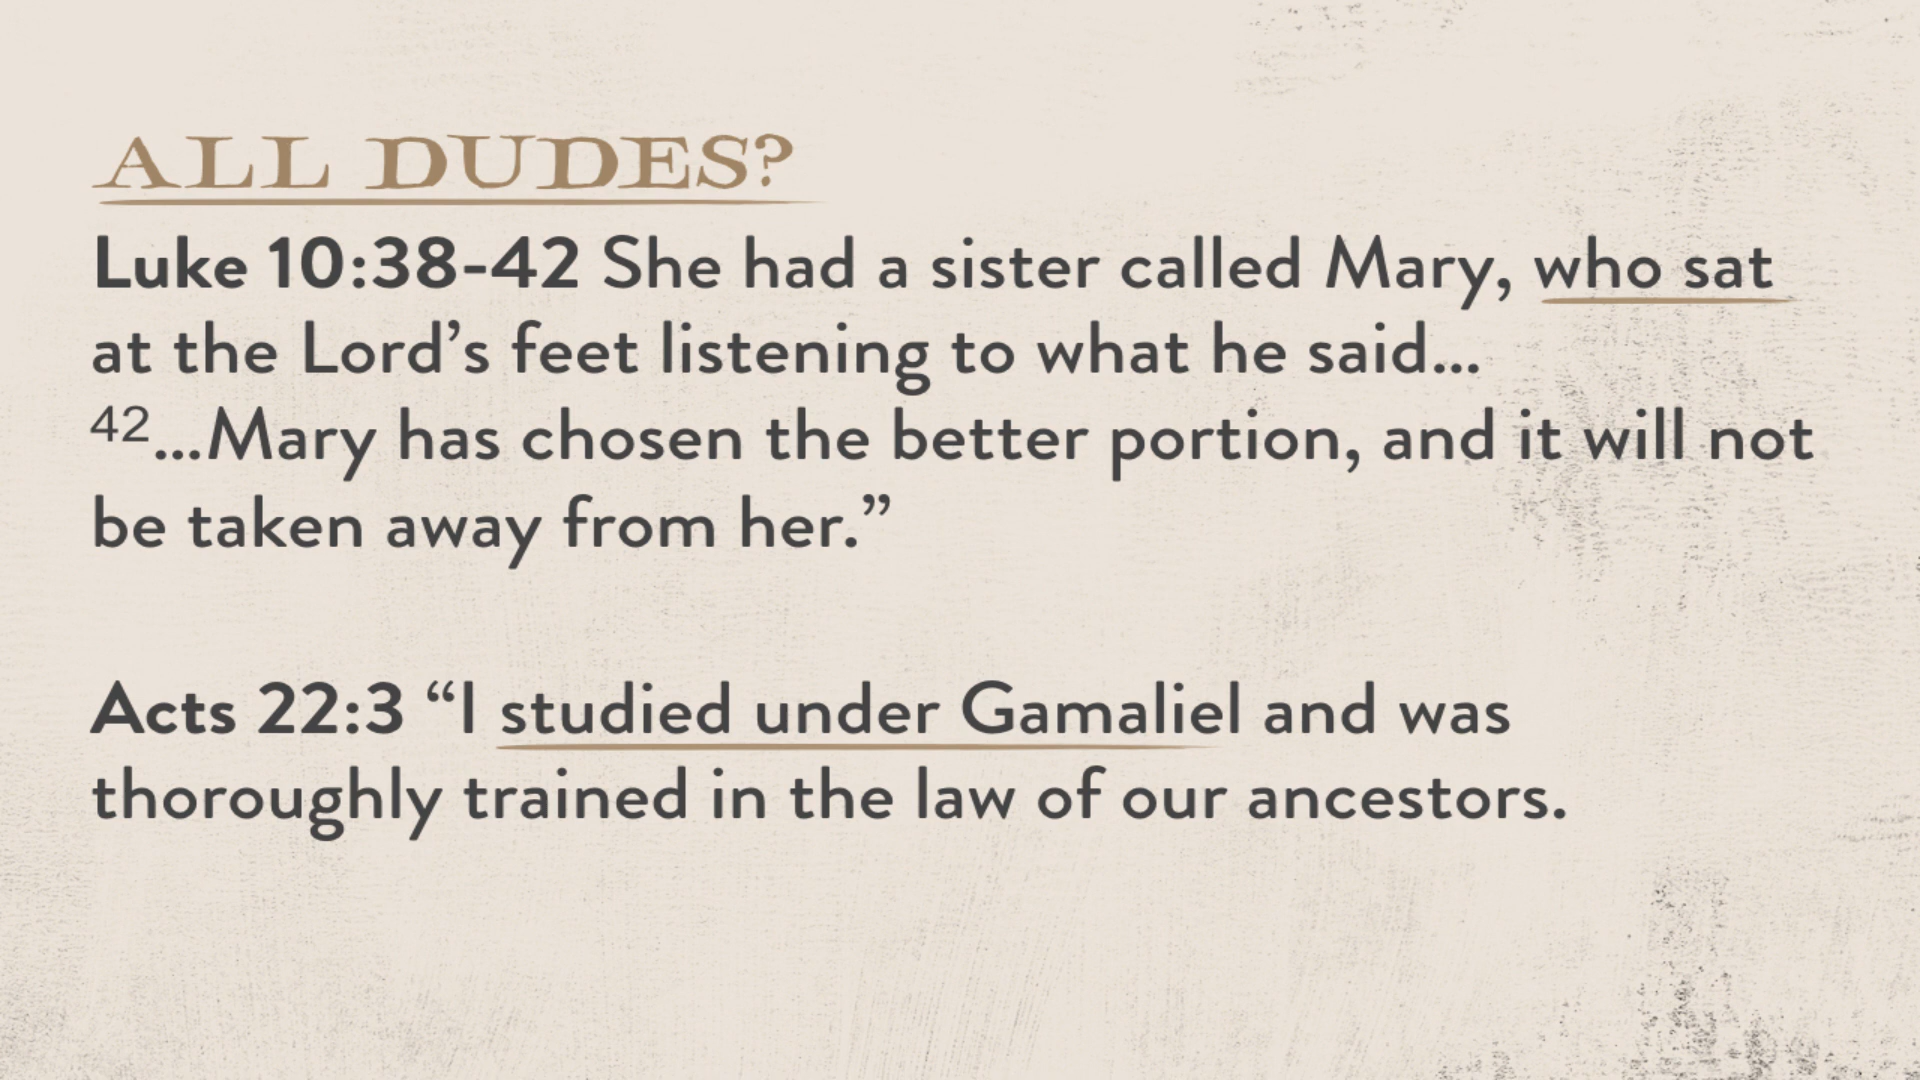 ALL DUDES?
Luke 10:38-42 She had a sister called Mary, who sat
at the Lord’s feet listening to what he said...
42...Mary has chosen the better portion, and it will not
be taken away from her.”
Acts 22:3 “I studied under Gamaliel and was
thoroughly trained in the law of our ancestors.